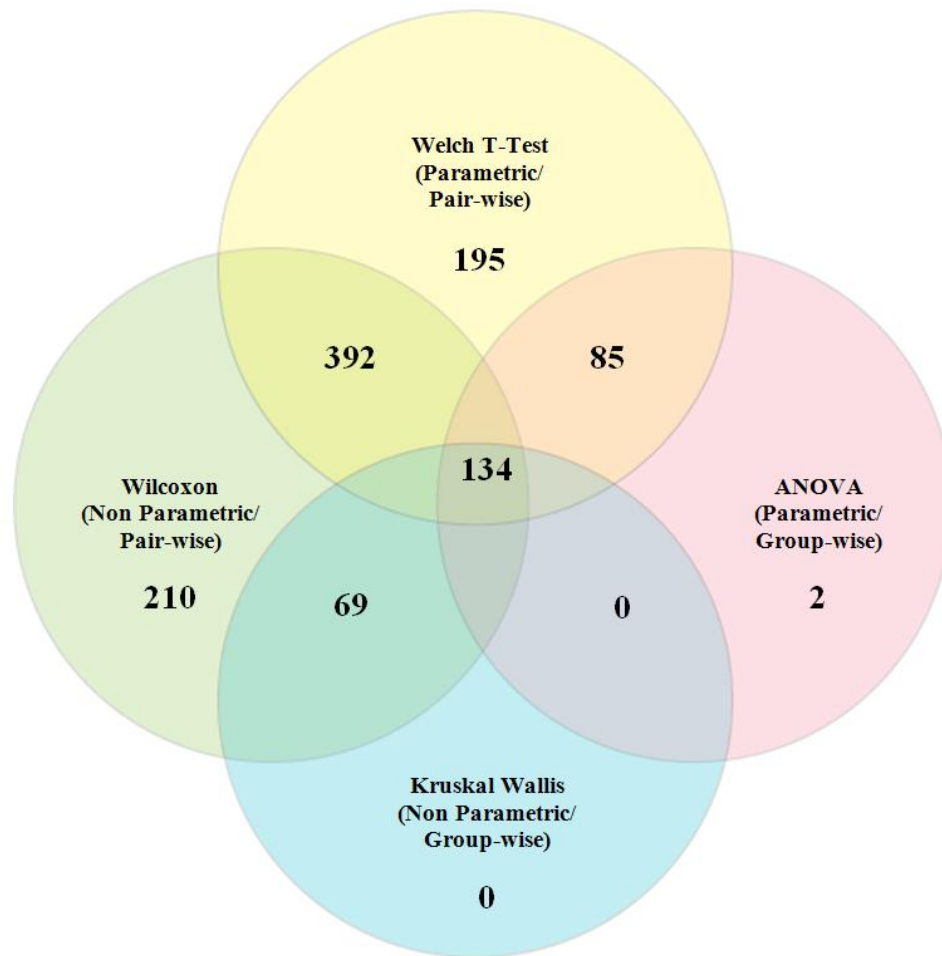 Welch T-Test
(Parametric/
Pair-wise)
195
392
85
134
Wilcoxon
(Non Parametric/
Pair-wise)
210
ANOVA
(Parametric/
Group-wise)
2
69
0
Kruskal Wallis
(Non Parametric/
Group-wise)
0